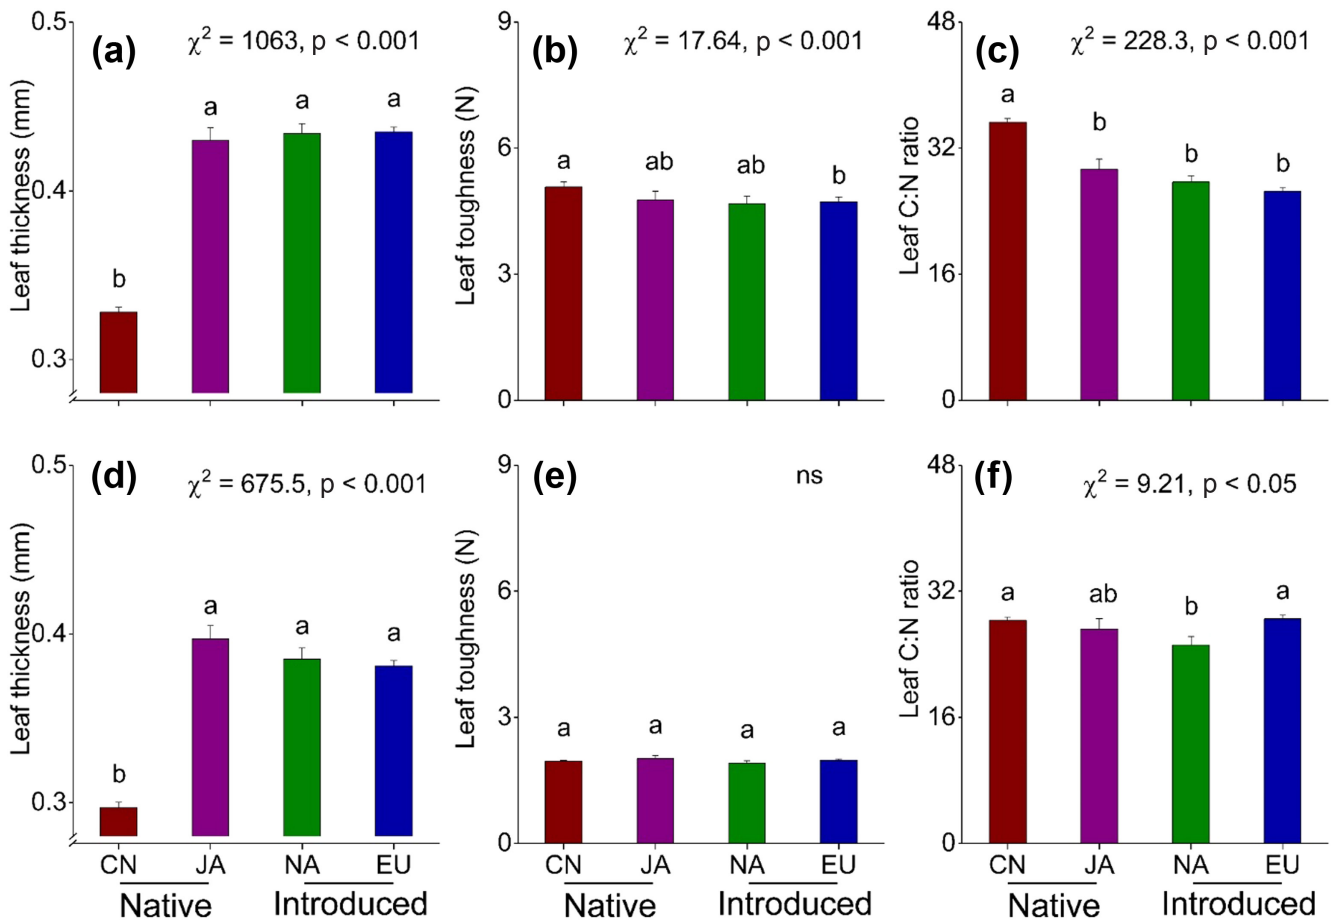 (a)
χ² = 1063, p < 0.001
Leaf thickness (mm)
0.5
0.4
0.3
b
a
a
a
(b)
χ² = 17.64, p < 0.001
Leaf toughness (N)
9
6
3
0
a
ab
ab
b
(c)
χ² = 228.3, p < 0.001
Leaf C:N ratio
48
32
16
0
a
b
b
b
(d)
χ² = 675.5, p < 0.001
Leaf thickness (mm)
0.5
0.4
0.3
b
a
a
a
CN JA NA EU
Native Introduced
(e)
ns
Leaf toughness (N)
9
6
3
0
a
a
a
a
CN JA NA EU
Native Introduced
(f)
χ² = 9.21, p < 0.05
Leaf C:N ratio
48
32
16
0
a
ab
b
a
CN JA NA EU
Native Introduced